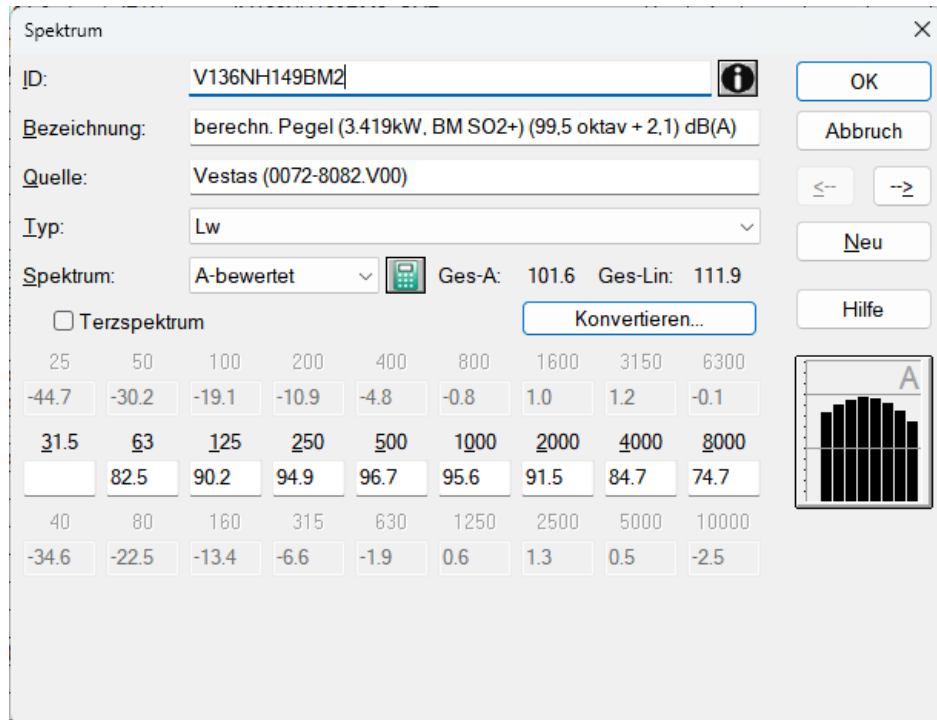 Spektrum
ID: V136NH149BM2 OK
Bezeichnung: berechn. Pegel (3.419kW, BM SO2+) (99,5 oktav + 2,1) dB(A) Abbruch
Quelle: Vestas (0072-8082.V00) <-- -->
Typ: Lw Neu
Spektrum: A-bewertet Ges-A: 101.6 Ges-Lin: 111.9
Terzspektrum Konvertieren... Hilfe
25 50 100 200 400 800 1600 3150 6300
-44.7 -30.2 -19.1 -10.9 -4.8 -0.8 1.0 1.2 -0.1 A
31.5 63 125 250 500 1000 2000 4000 8000
82.5 90.2 94.9 96.7 95.6 91.5 84.7 74.7
40 80 160 315 630 1250 2500 5000 10000
-34.6 -22.5 -13.4 -6.6 -1.9 0.6 1.3 0.5 -2.5